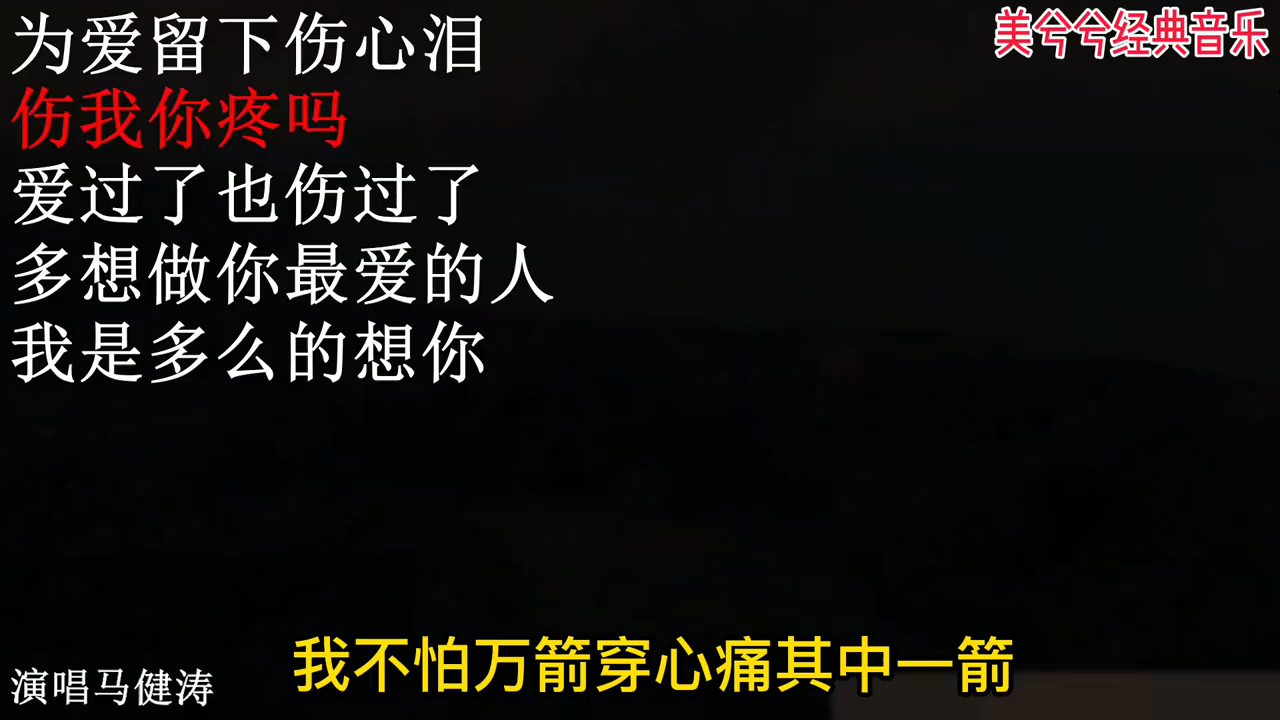 为爱留下伤心泪
美兮兮经典音乐
伤我你疼吗
爱过了也伤过了
多想做你最爱的人
我是多么的想你
我不怕万箭穿心痛其中一箭
演唱马健涛